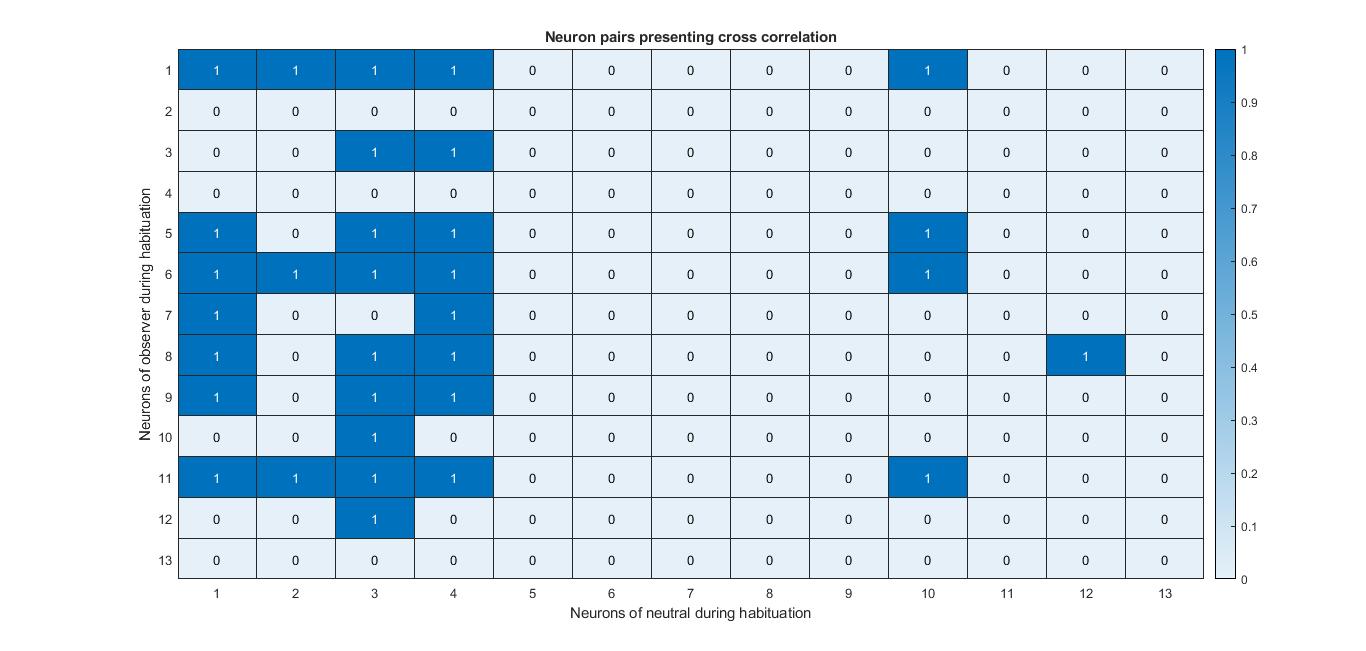 Neuron pairs presenting cross correlation
1 1 1 1 1 0 0 0 0 0 1 0 0 0
2 0 0 0 0 0 0 0 0 0 0 0 0 0
3 0 0 1 1 0 0 0 0 0 0 0 0 0
4 0 0 0 0 0 0 0 0 0 0 0 0 0
5 1 0 1 1 0 0 0 0 0 1 0 0 0
6 1 1 1 1 0 0 0 0 0 1 0 0 0
7 1 0 0 1 0 0 0 0 0 0 0 0 0
8 1 0 1 1 0 0 0 0 0 0 0 1 0
9 1 0 1 1 0 0 0 0 0 0 0 0 0
10 0 0 1 0 0 0 0 0 0 0 0 0 0
11 1 1 1 1 0 0 0 0 0 1 0 0 0
12 0 0 1 0 0 0 0 0 0 0 0 0 0
13 0 0 0 0 0 0 0 0 0 0 0 0 0
1 2 3 4 5 6 7 8 9 10 11 12 13
Neurons of neutral during habituation
Neurons of observer during habituation
1
0.9
0.8
0.7
0.6
0.5
0.4
0.3
0.2
0.1
0